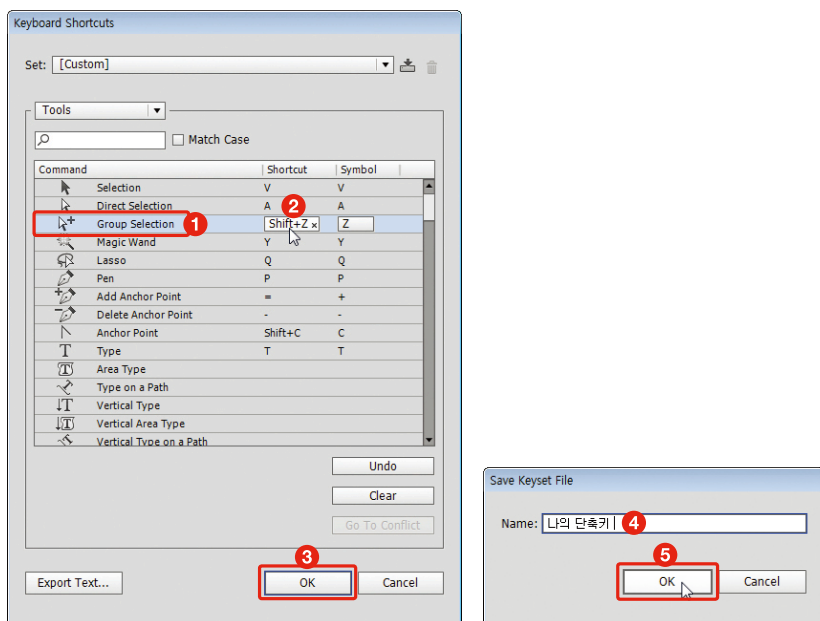 Keyboard Shortcuts
Set: [Custom]
Tools
Match Case
Command Shortcut Symbol
Selection V V
Direct Selection A A
2
Group Selection 1 Shift+Z × Z
Magic Wand Y Y
Lasso Q Q
Pen P P
Add Anchor Point = +
Delete Anchor Point - -
Anchor Point Shift+C C
Type T T
Area Type
Type on a Path
Vertical Type
Vertical Area Type
Vertical Type on a Path
Undo
Clear
Go To Conflict
3
Export Text... OK Cancel
Save Keyset File
Name: 나의 단축키 4
5
OK Cancel